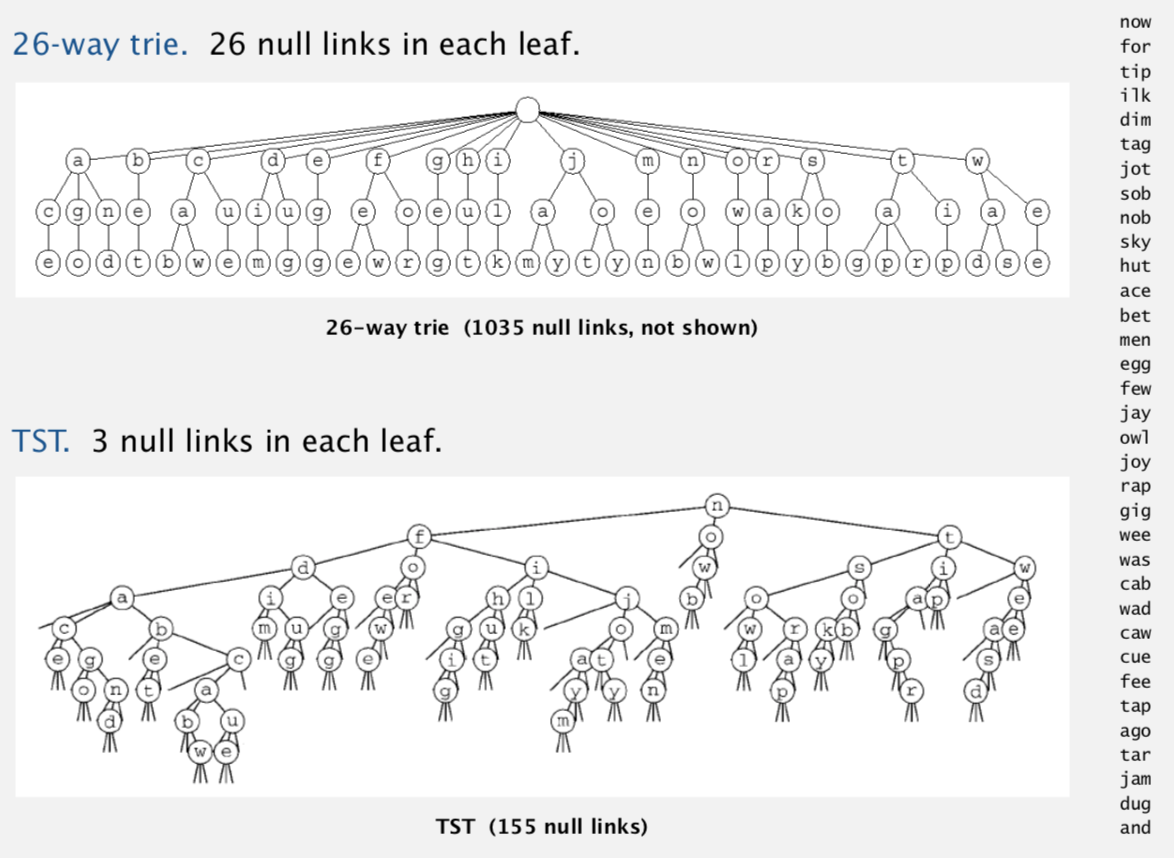 26-way trie. 26 null links in each leaf.
a b c d e f g h i j m n o r s t w
c g n e a u i u g e o e u l a o e o w a k o a i a e
e o d t b w e m g g e w r g t k m y t y n b w l p y b g p r p d s e
26-way trie (1035 null links, not shown)
TST. 3 null links in each leaf.
n
f o t
d o i w s i w
a i e e r h l j b o o a p e
c b m u g w g u k o m w r k b g a e
e g e c g g e i t a t e l a y p s
o n t a g y y n p r d
d b u m
w e
TST (155 null links)
now
for
tip
ilk
dim
tag
jot
sob
nob
sky
hut
ace
bet
men
egg
few
jay
owl
joy
rap
gig
wee
was
cab
wad
caw
cue
fee
tap
ago
tar
jam
dug
and